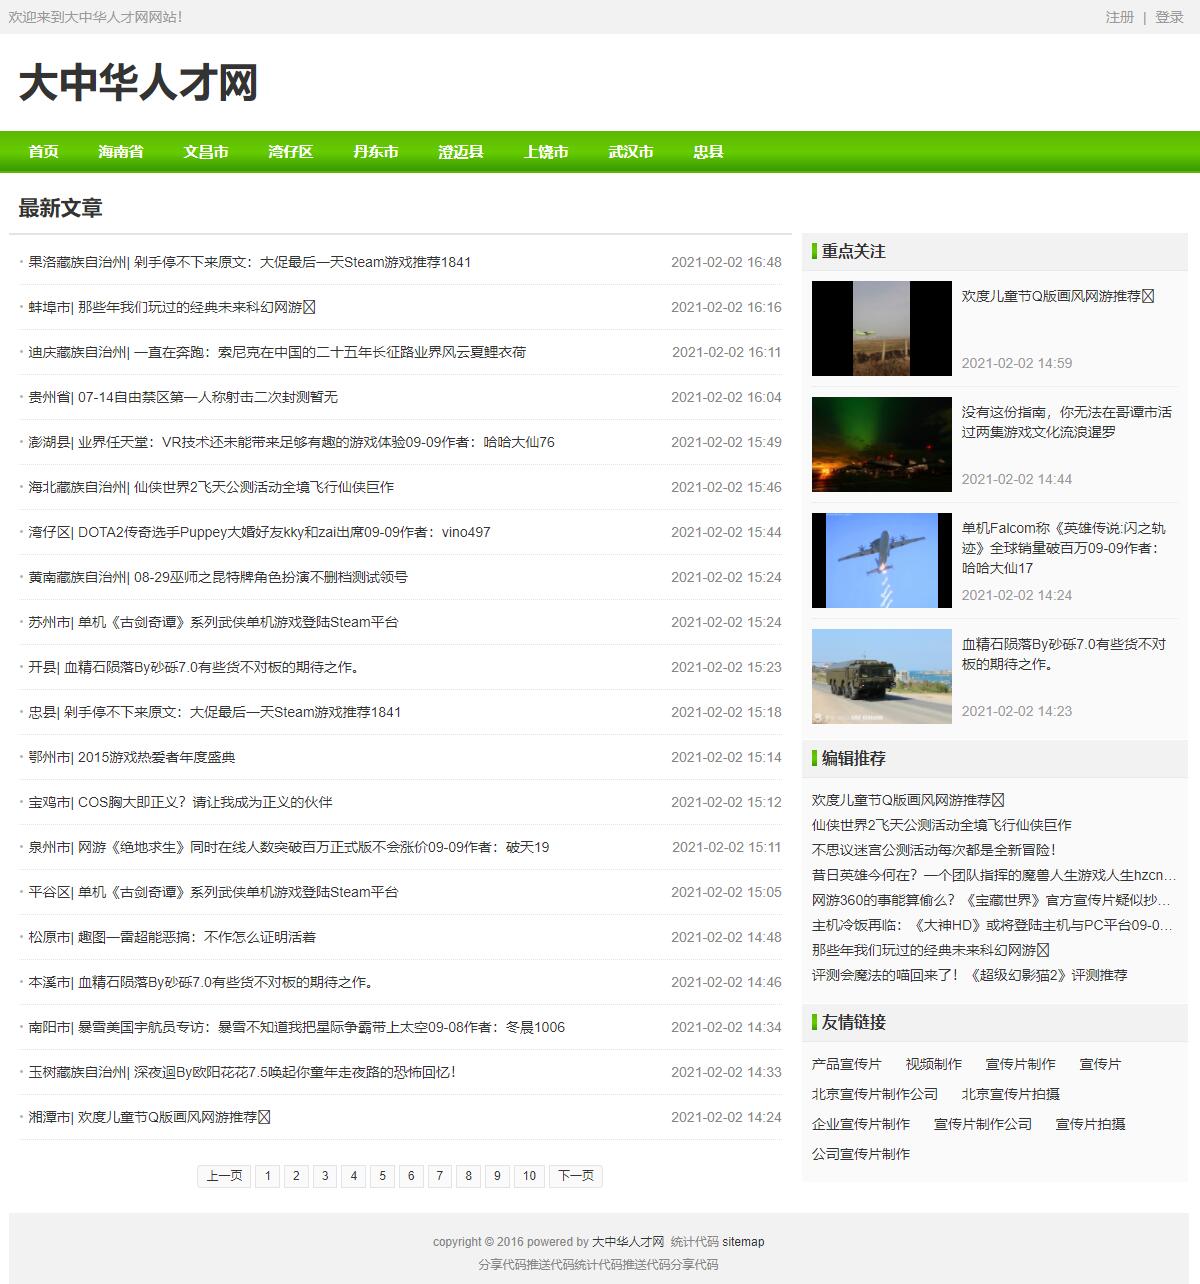 欢迎来到大中华人才网网站!
注册 | 登录
大中华人才网
首页 海南省 文昌市 湾仔区 丹东市 澄迈县 上饶市 武汉市 忠县
最新文章
果洛藏族自治州| 剁手停不下来原文：大促最后一天Steam游戏推荐1841 2021-02-02 16:48
蚌埠市| 那些年我们玩过的经典未来科幻网游 2021-02-02 16:16
迪庆藏族自治州| 一直在奔跑：索尼克在中国的二十五年长征路业界风云夏鲤衣荷 2021-02-02 16:11
贵州省| 07-14自由禁区第一人称射击二次封测暂无 2021-02-02 16:04
澎湖县| 业界任天堂：VR技术还未能带来足够有趣的游戏体验09-09作者：哈哈大仙76 2021-02-02 15:49
海北藏族自治州| 仙侠世界2飞天公测活动全境飞行仙侠巨作 2021-02-02 15:46
湾仔区| DOTA2传奇选手Puppey大婚好友kky和zai出席09-09作者：vino497 2021-02-02 15:44
黄南藏族自治州| 08-29巫师之昆特牌角色扮演不删档测试领号 2021-02-02 15:24
苏州市| 单机《古剑奇谭》系列武侠单机游戏登陆Steam平台 2021-02-02 15:24
开县| 血精石陨落By砂砾7.0有些货不对板的期待之作。 2021-02-02 15:23
忠县| 剁手停不下来原文：大促最后一天Steam游戏推荐1841 2021-02-02 15:18
鄂州市| 2015游戏热爱者年度盛典 2021-02-02 15:14
宝鸡市| COS胸大即正义？请让我成为正义的伙伴 2021-02-02 15:12
泉州市| 网游《绝地求生》同时在线人数突破百万正式版不会涨价09-09作者：破天19 2021-02-02 15:11
平谷区| 单机《古剑奇谭》系列武侠单机游戏登陆Steam平台 2021-02-02 15:05
松原市| 趣图一雷超能恶搞：不作怎么证明活着 2021-02-02 14:48
本溪市| 血精石陨落By砂砾7.0有些货不对板的期待之作。 2021-02-02 14:46
南阳市| 暴雪美国宇航员专访：暴雪不知道我把星际争霸带上太空09-08作者：冬晨1006 2021-02-02 14:34
玉树藏族自治州| 深夜迴By欧阳花花7.5唤起你童年走夜路的恐怖回忆！ 2021-02-02 14:33
湘潭市| 欢度儿童节Q版画风网游推荐 2021-02-02 14:24
上一页 1 2 3 4 5 6 7 8 9 10 下一页
重点关注
欢度儿童节Q版画风网游推荐
2021-02-02 14:59
没有这份指南，你无法在哥谭市活
过两集游戏文化流浪暹罗
2021-02-02 14:44
单机Falcom称《英雄传说:闪之轨
迹》全球销量破百万09-09作者：
哈哈大仙17
2021-02-02 14:24
血精石陨落By砂砾7.0有些货不对
板的期待之作。
2021-02-02 14:23
编辑推荐
欢度儿童节Q版画风网游推荐
仙侠世界2飞天公测活动全境飞行仙侠巨作
不思议迷宫公测活动每次都是全新冒险！
昔日英雄今何在？一个团队指挥的魔兽人生游戏人生hzcn…
网游360的事能算偷么？《宝藏世界》官方宣传片疑似抄…
主机冷饭再临：《大神HD》或将登陆主机与PC平台09-0…
那些年我们玩过的经典未来科幻网游
评测会魔法的喵回来了！《超级幻影猫2》评测推荐
友情链接
产品宣传片 视频制作 宣传片制作 宣传片
北京宣传片制作公司 北京宣传片拍摄
企业宣传片制作 宣传片制作公司 宣传片拍摄
公司宣传片制作
copyright © 2016 powered by 大中华人才网 统计代码 sitemap
分享代码推送代码统计代码推送代码分享代码